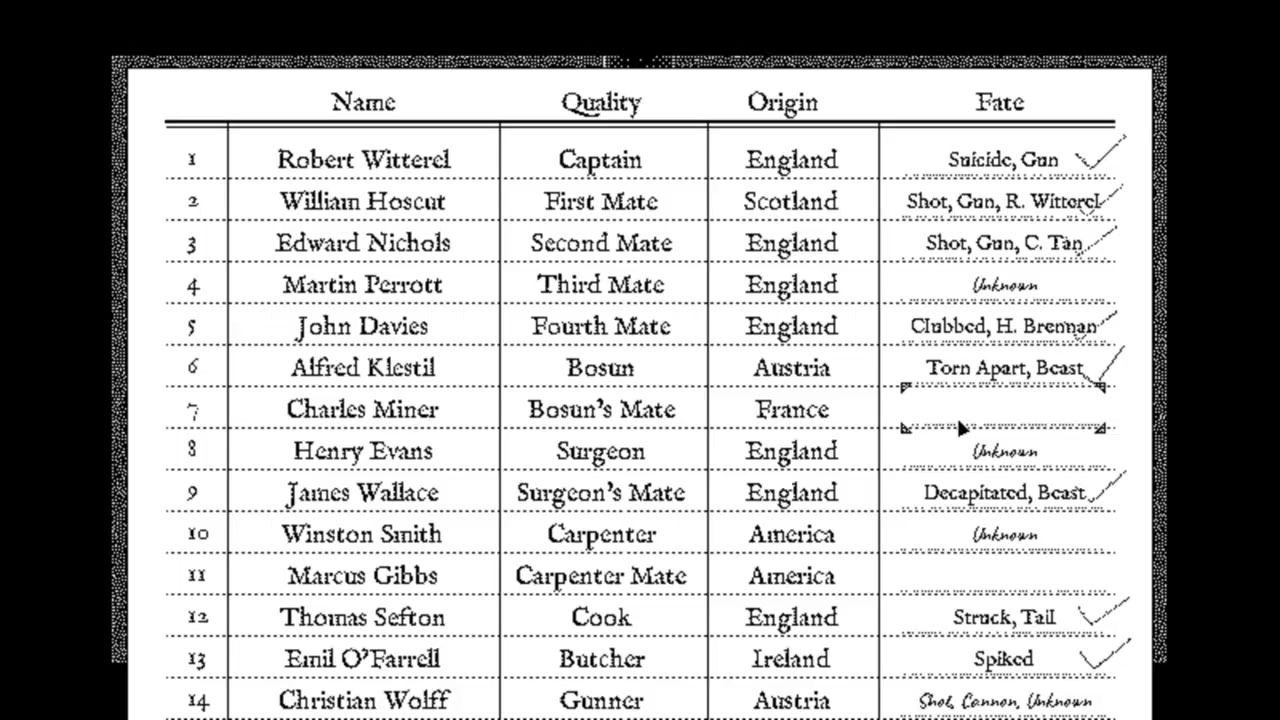 Name Quality Origin Fate
1 Robert Witterel Captain England Suicide, Gun
2 William Hoscut First Mate Scotland Shot, Gun, R. Witterel
3 Edward Nichols Second Mate England Shot, Gun, C. Tan
4 Martin Perrott Third Mate England Unknown
5 John Davies Fourth Mate England Clubbed, H. Brennan
6 Alfred Klestil Bosun Austria Torn Apart, Beast
7 Charles Miner Bosun's Mate France
8 Henry Evans Surgeon England Unknown
9 James Wallace Surgeon's Mate England Decapitated, Beast
10 Winston Smith Carpenter America Unknown
11 Marcus Gibbs Carpenter Mate America
12 Thomas Sefton Cook England Struck, Tail
13 Emil O'Farrell Butcher Ireland Spiked
14 Christian Wolff Gunner Austria Shot, Cannon, Unknown